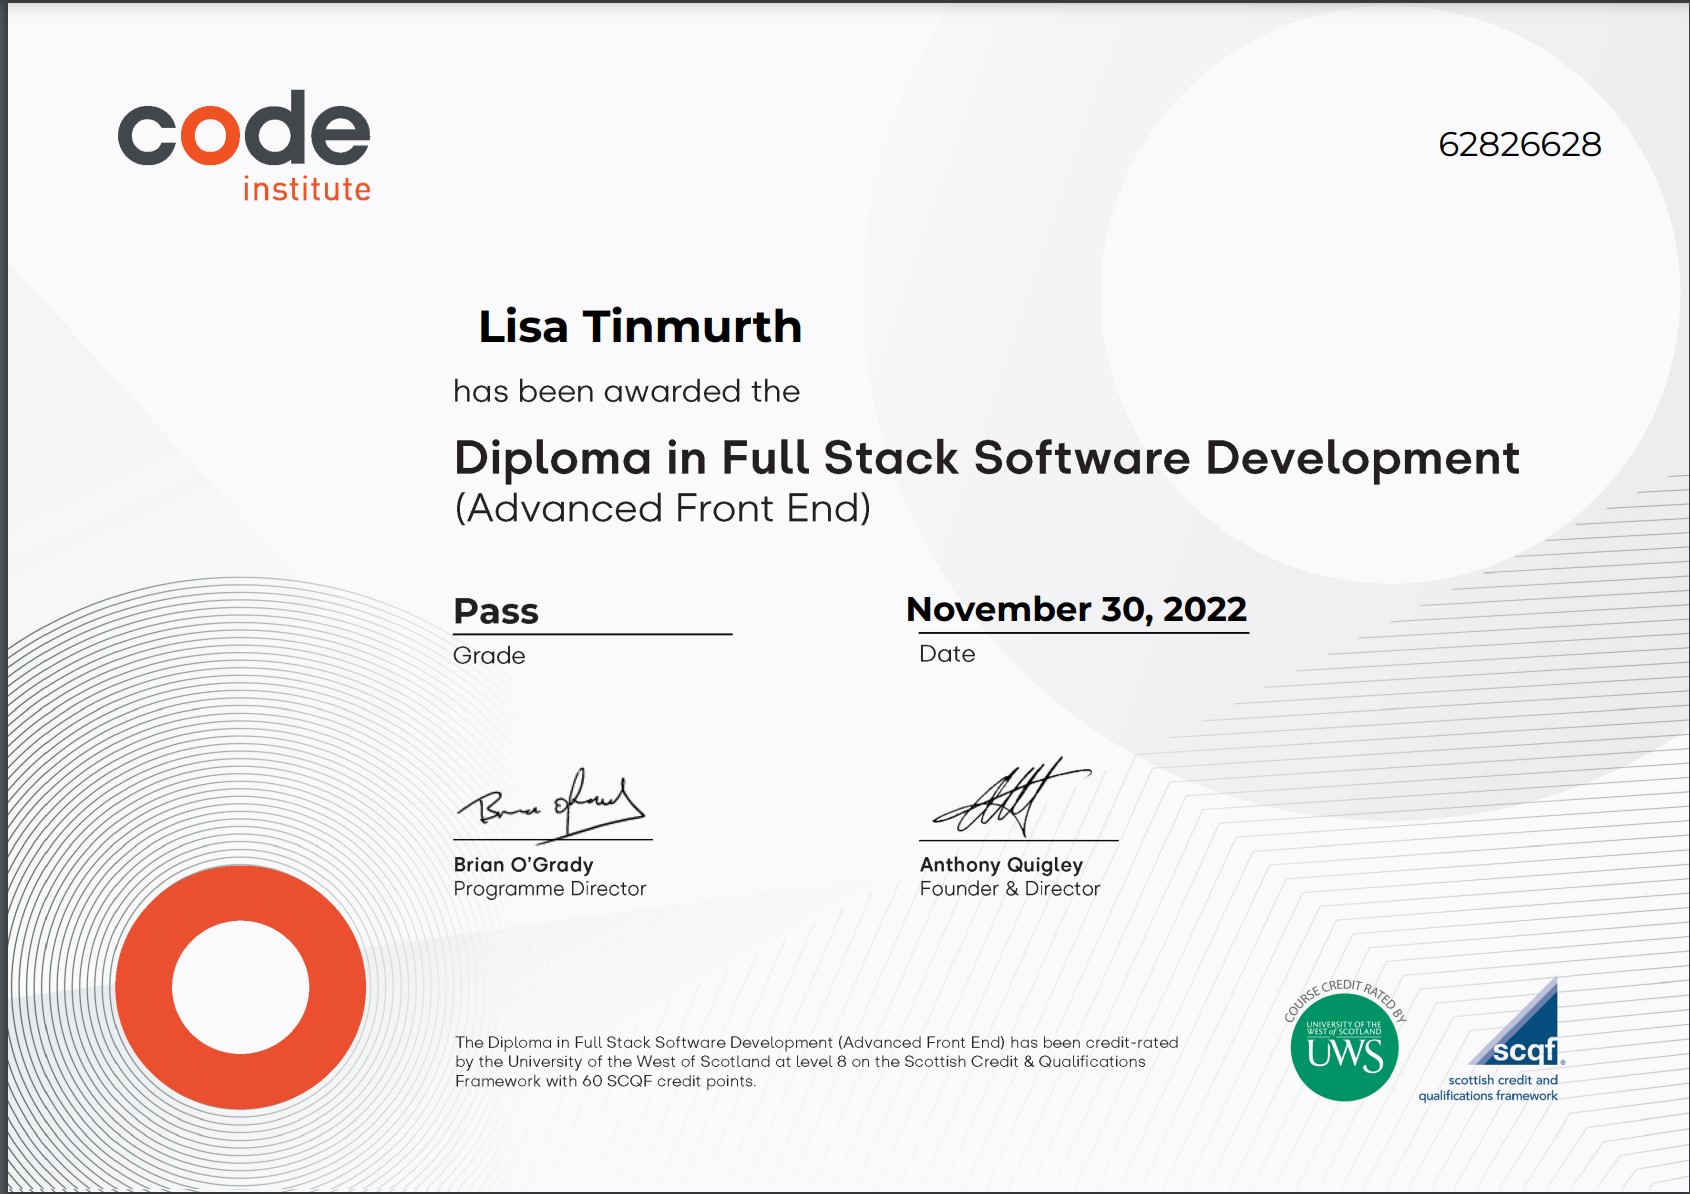 code
institute
62826628
Lisa Tinmurth
has been awarded the
Diploma in Full Stack Software Development
(Advanced Front End)
Pass
November 30, 2022
Grade
Date
Brian O'Grady
Anthony Quigley
Programme Director
Founder & Director
COURSE CREDIT RATED BY
UNIVERSITY OF THE
WEST of SCOTLAND
UWS
scqf
scottish credit and
qualifications framework
The Diploma in Full Stack Software Development (Advanced Front End) has been credit-rated
by the University of the West of Scotland at level 8 on the Scottish Credit & Qualifications
Framework with 60 SCQF credit points.